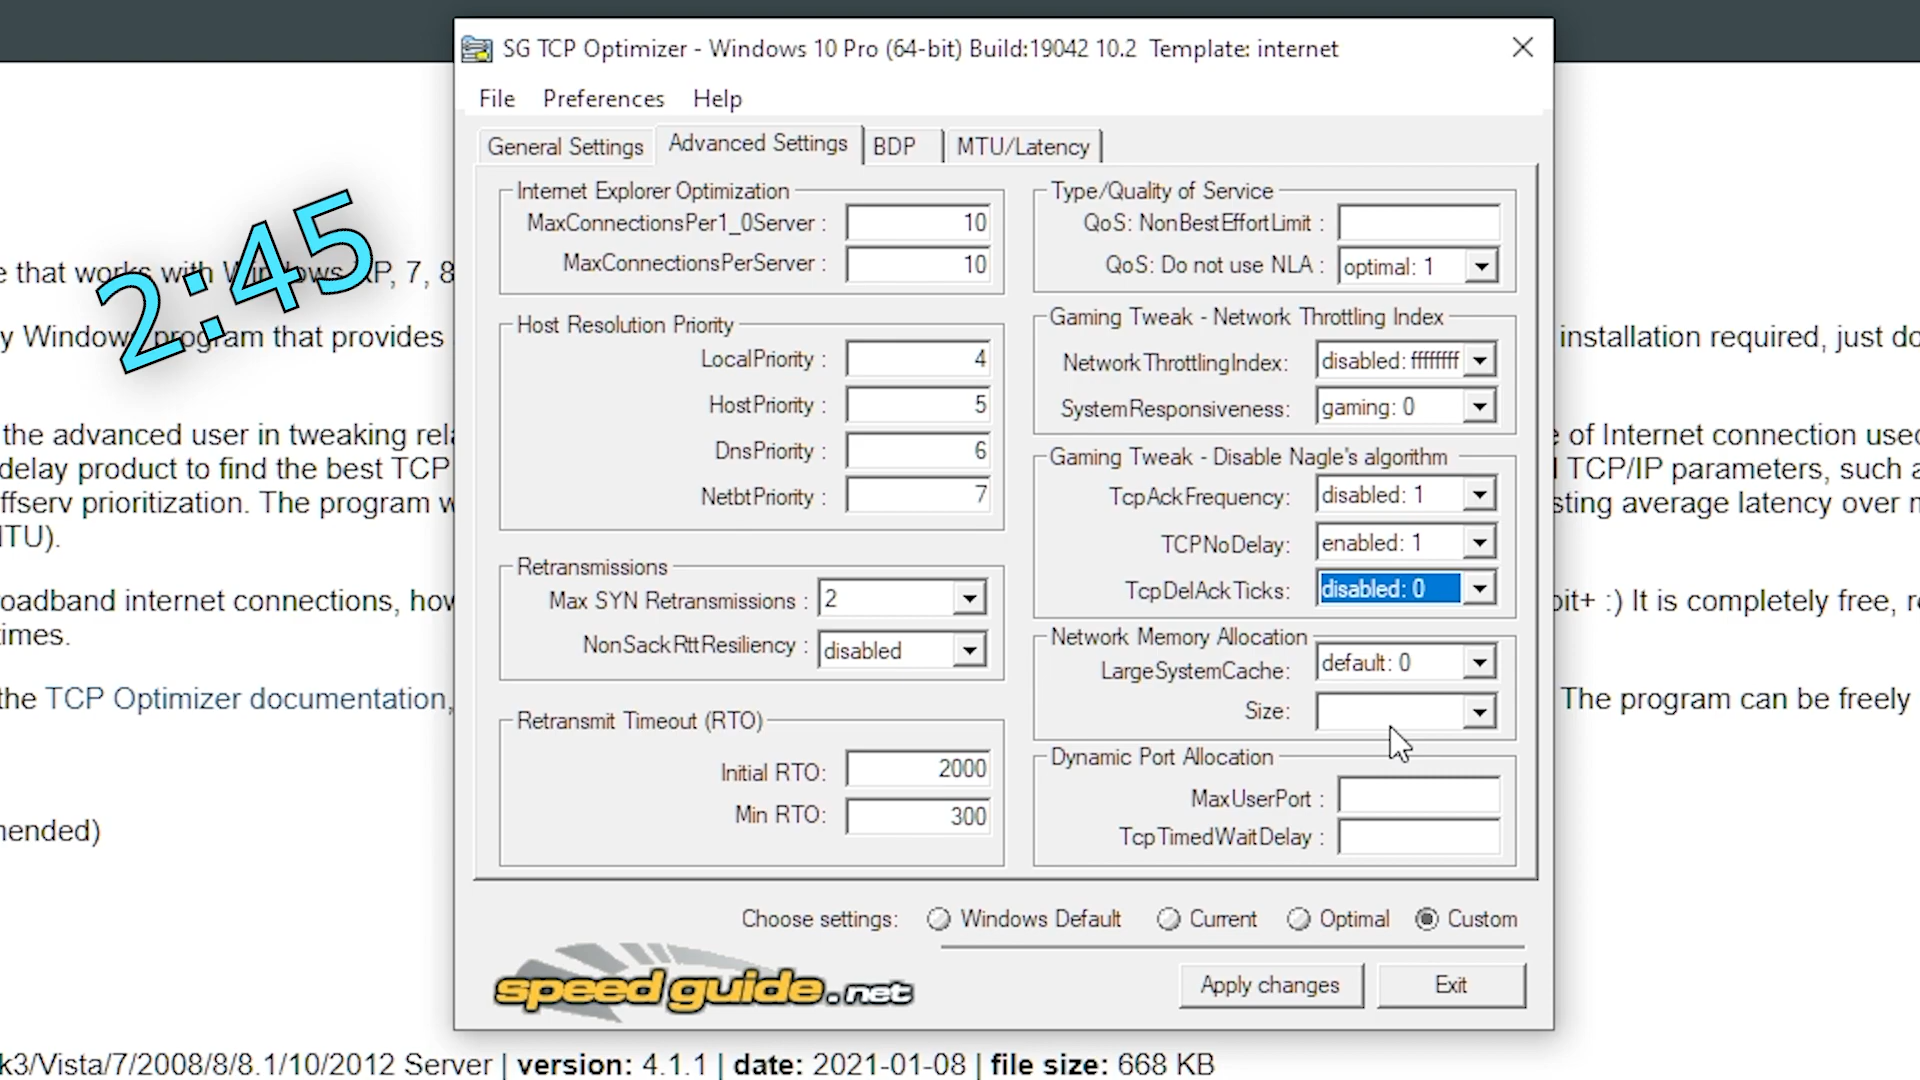 SG TCP Optimizer - Windows 10 Pro (64-bit) Build:19042 10.2 Template: internet
File Preferences Help
General Settings Advanced Settings BDP MTU/Latency
Internet Explorer Optimization
MaxConnectionsPer1_0Server : 10
MaxConnectionsPerServer : 10
Host Resolution Priority
LocalPriority : 4
HostPriority : 5
DnsPriority : 6
NetbtPriority : 7
Retransmissions
Max SYN Retransmissions : 2
NonSackRttResiliency : disabled
Retransmit Timeout (RTO)
Initial RTO: 2000
Min RTO: 300
Type/Quality of Service
QoS: NonBestEffortLimit :
QoS: Do not use NLA : optimal: 1
Gaming Tweak - Network Throttling Index
NetworkThrottlingIndex: disabled: ffffffff
SystemResponsiveness: gaming: 0
Gaming Tweak - Disable Nagle's algorithm
TcpAckFrequency: disabled: 1
TCPNoDelay: enabled: 1
TcpDelAckTicks: disabled: 0
Network Memory Allocation
LargeSystemCache: default: 0
Size:
Dynamic Port Allocation
MaxUserPort :
TcpTimedWaitDelay :
Choose settings: Windows Default Current Optimal Custom
speedguide.net
Apply changes Exit
2:45
e that works with Windows XP, 7, 8
y Windows program that provides
installation required, just do
the advanced user in tweaking rel
of Internet connection used
delay product to find the best TCP
TCP/IP parameters, such a
ffserv prioritization. The program w
sting average latency over
TU).
oadband internet connections, how
bit+ :) It is completely free, r
times.
the TCP Optimizer documentation,
The program can be freely
mended)
k3/Vista/7/2008/8/8.1/10/2012 Server | version: 4.1.1 | date: 2021-01-08 | file size: 668 KB